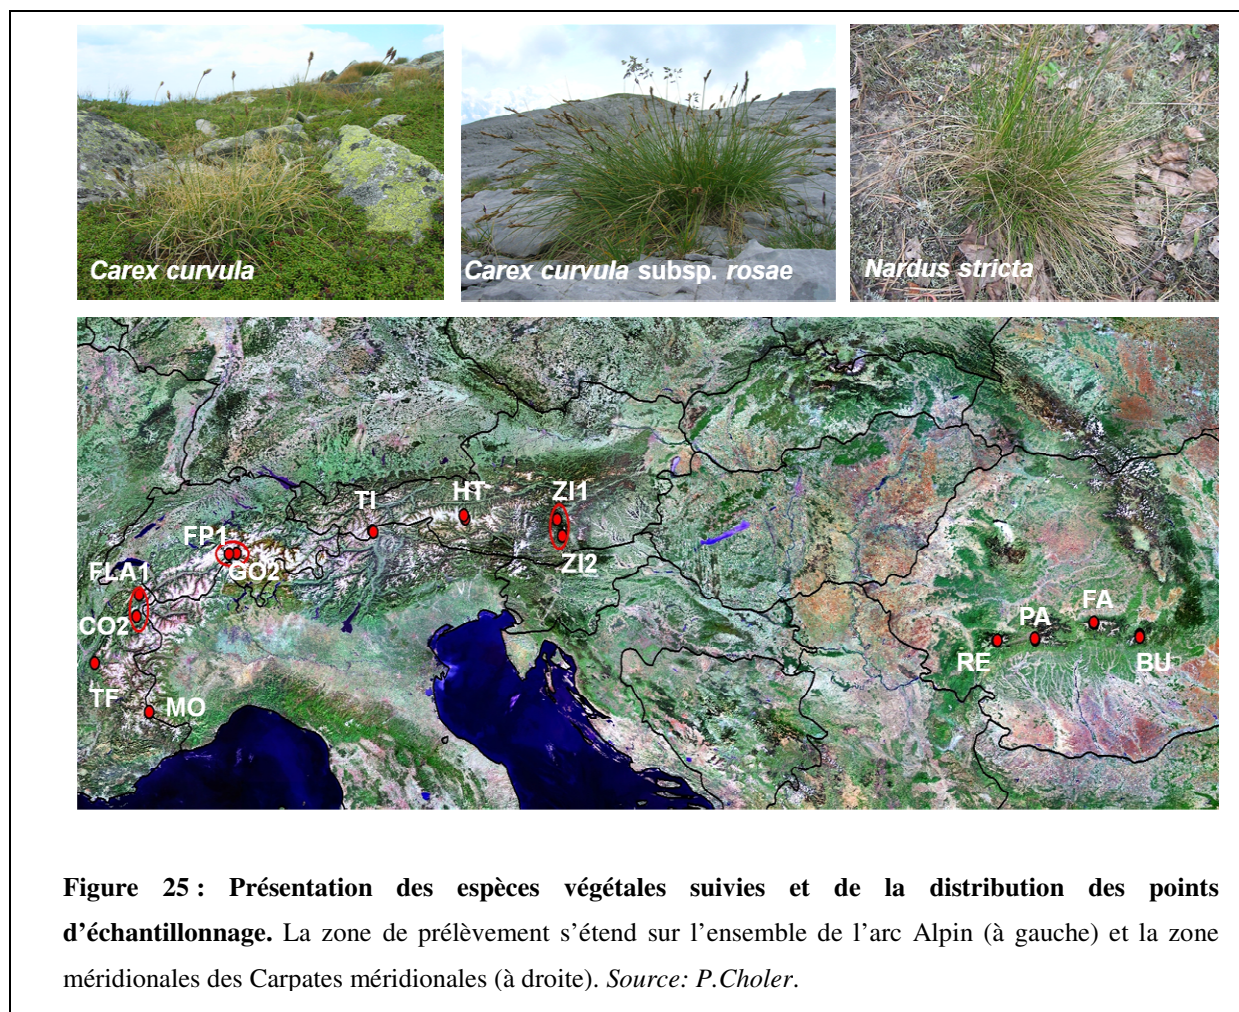 Carex curvula
Carex curvula subsp. rosae
Nardus stricta
TI
HT
ZI1
FP1
GO2
ZI2
FLA1
CO2
TF
MO
RE
PA
FA
BU
Figure 25 : Présentation des espèces végétales suivies et de la distribution des points
d'échantillonnage. La zone de prélèvement s'étend sur l'ensemble de l'arc Alpin (à gauche) et la zone
méridionales des Carpates méridionales (à droite). Source: P.Choler.